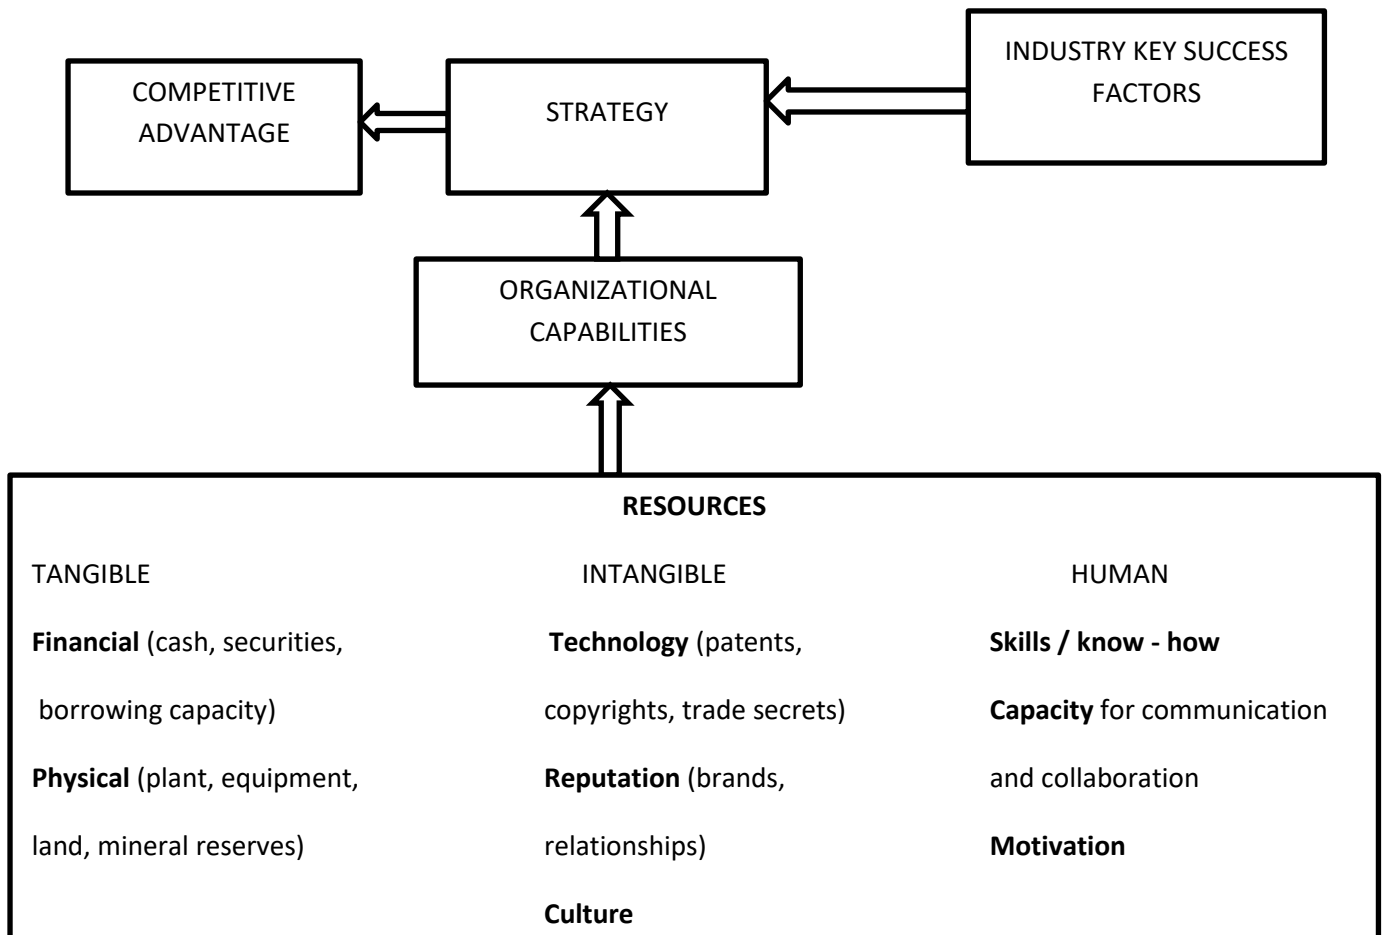 INDUSTRY KEY SUCCESS
FACTORS
COMPETITIVE
ADVANTAGE
STRATEGY
ORGANIZATIONAL
CAPABILITIES
RESOURCES
TANGIBLE INTANGIBLE HUMAN
Financial (cash, securities, Technology (patents, Skills / know - how
borrowing capacity) copyrights, trade secrets) Capacity for communication
Physical (plant, equipment, Reputation (brands, and collaboration
land, mineral reserves) relationships) Motivation
Culture